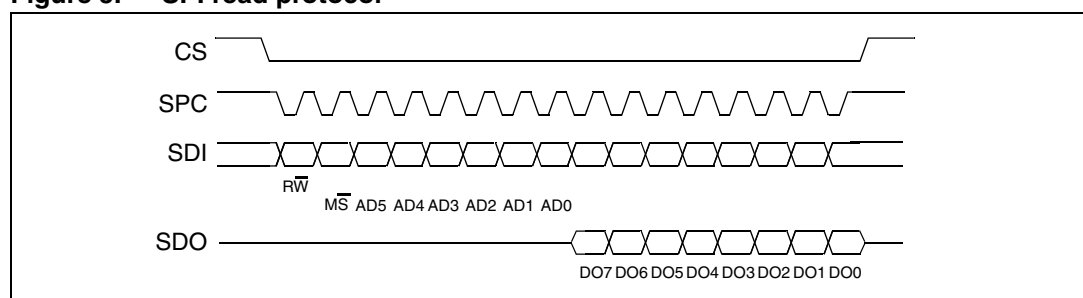 CS
SPC
SDI
RW̅
MS̅ AD5 AD4 AD3 AD2 AD1 AD0
SDO
DO7 DO6 DO5 DO4 DO3 DO2 DO1 DO0